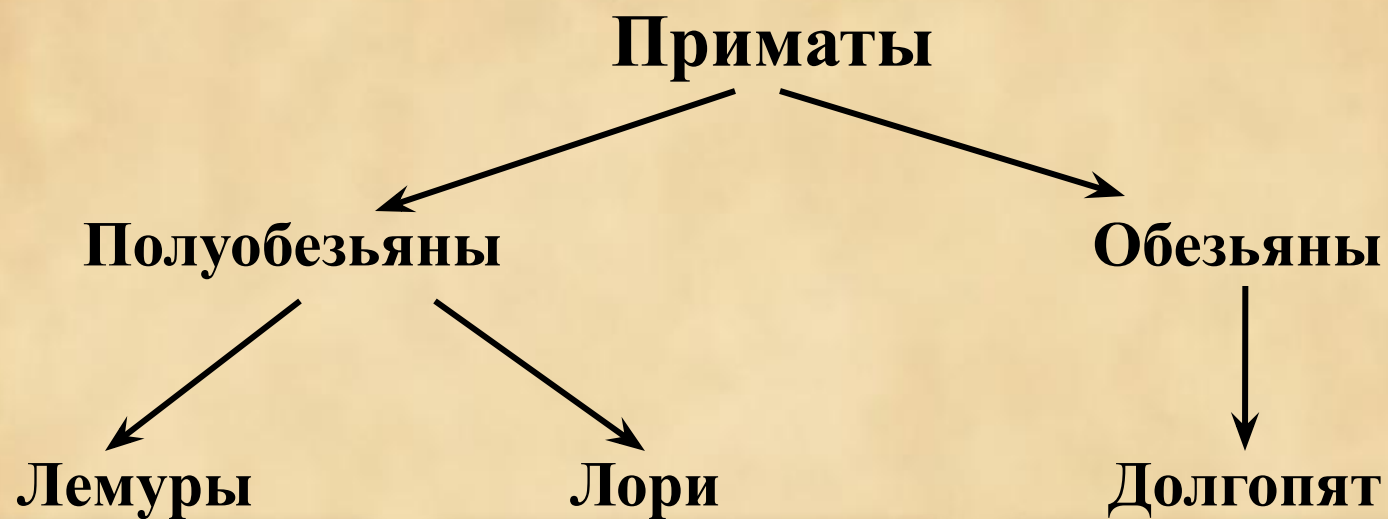 Приматы
Полуобезьяны
Обезьяны
Лемуры
Лори
Долгопят